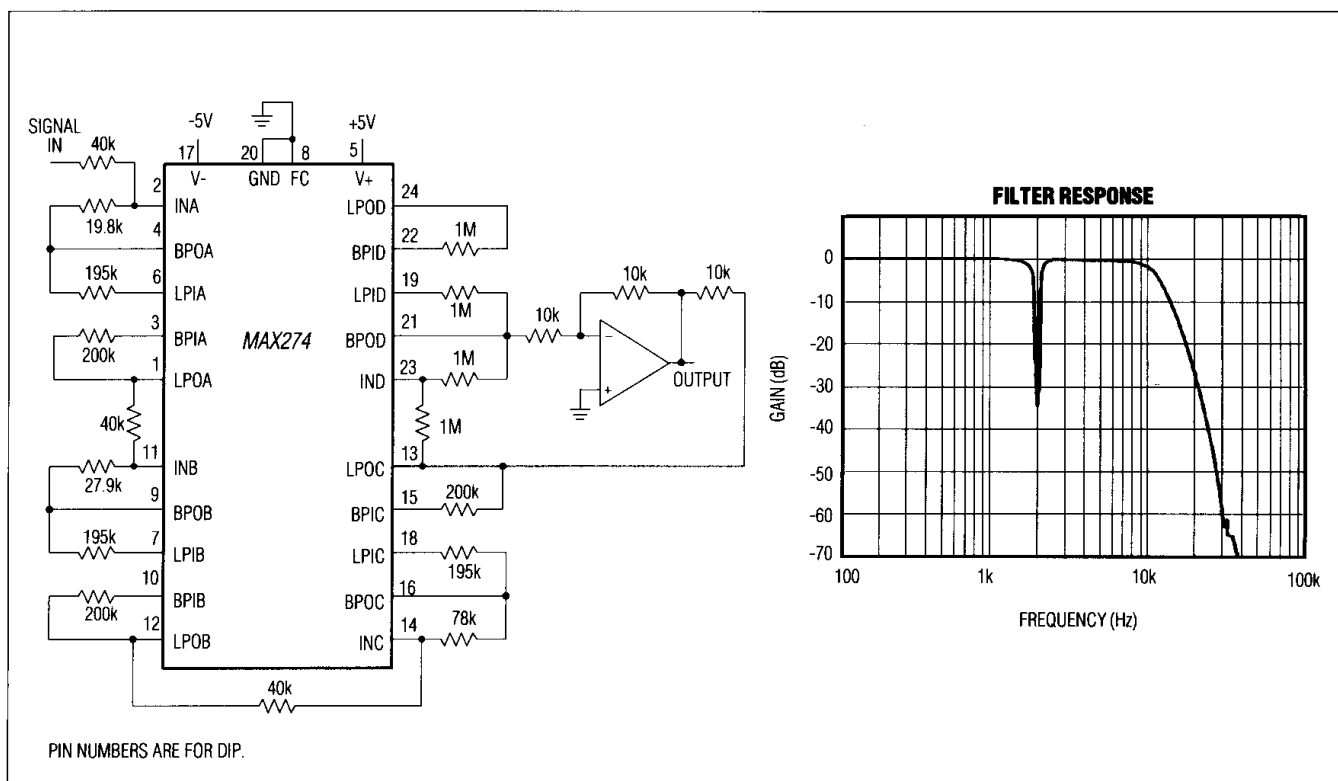 SIGNAL
IN
40k
-5V
+5V
17
20
8
5
V-
GND
FC
V+
2
INA
19.8k
4
BPOA
195k
6
LPIA
3
BPIA
200k
1
LPOA
40k
11
INB
27.9k
9
BPOB
195k
7
LPIB
10
BPIB
200k
12
LPOB
MAX274
24
LPOD
22
BPID
1M
19
LPID
1M
21
BPOD
23
IND
1M
1M
13
LPOC
15
BPIC
200k
18
LPIC
195k
16
BPOC
14
INC
78k
40k
10k
10k
10k
−
+
OUTPUT
FILTER RESPONSE
GAIN (dB)
0
-10
-20
-30
-40
-50
-60
-70
100
1k
10k
100k
FREQUENCY (Hz)
PIN NUMBERS ARE FOR DIP.